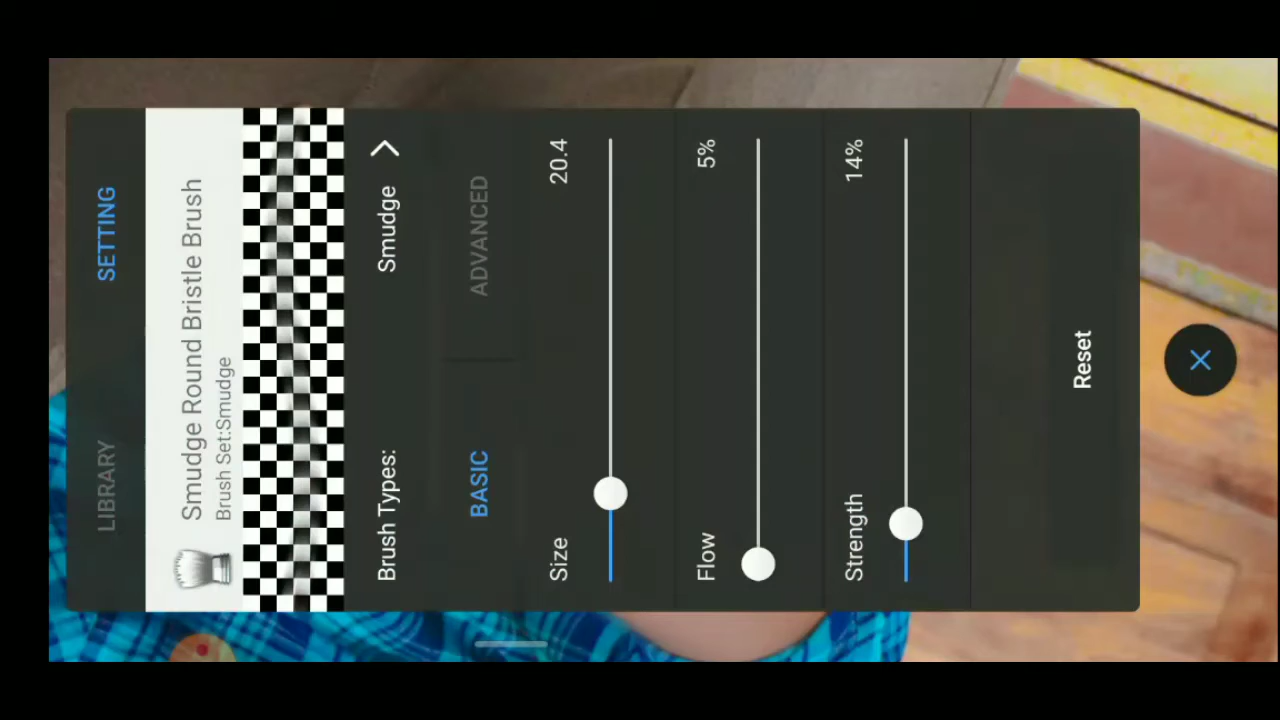 LIBRARY SETTING
Smudge Round Bristle Brush
Brush Set:Smudge
Brush Types: Smudge
BASIC ADVANCED
Size 20.4
Flow 5%
Strength 14%
Reset